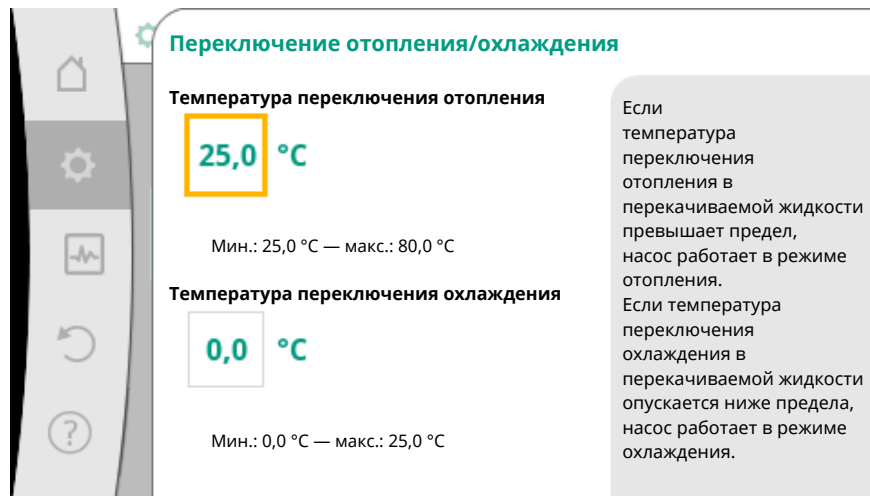 Переключение отопления/охлаждения
Температура переключения отопления
25,0 °C
Мин.: 25,0 °C — макс.: 80,0 °C
Температура переключения охлаждения
0,0 °C
Мин.: 0,0 °C — макс.: 25,0 °C
Если
температура
переключения
отопления в
перекачиваемой жидкости
превышает предел,
насос работает в режиме
отопления.
Если температура
переключения
охлаждения в
перекачиваемой жидкости
опускается ниже предела,
насос работает в режиме
охлаждения.
?